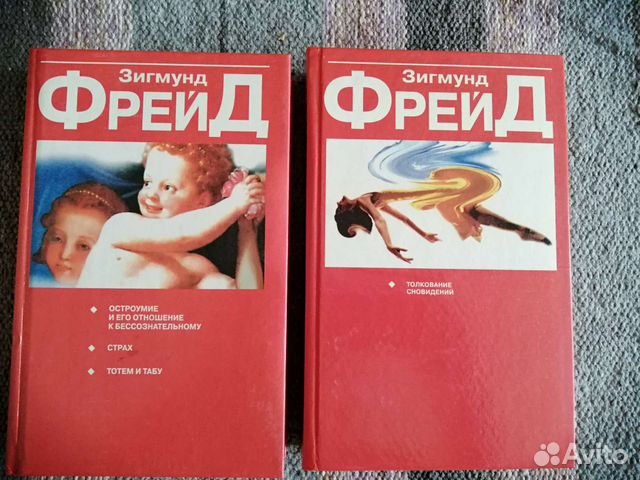 Зигмунд
ФРЕЙД
ОСТРОУМИЕ
И ЕГО ОТНОШЕНИЕ
К БЕССОЗНАТЕЛЬНОМУ
СТРАХ
ТОТЕМ И ТАБУ
Зигмунд
ФРЕЙД
ТОЛКОВАНИЕ
СНОВИДЕНИЙ
Avito